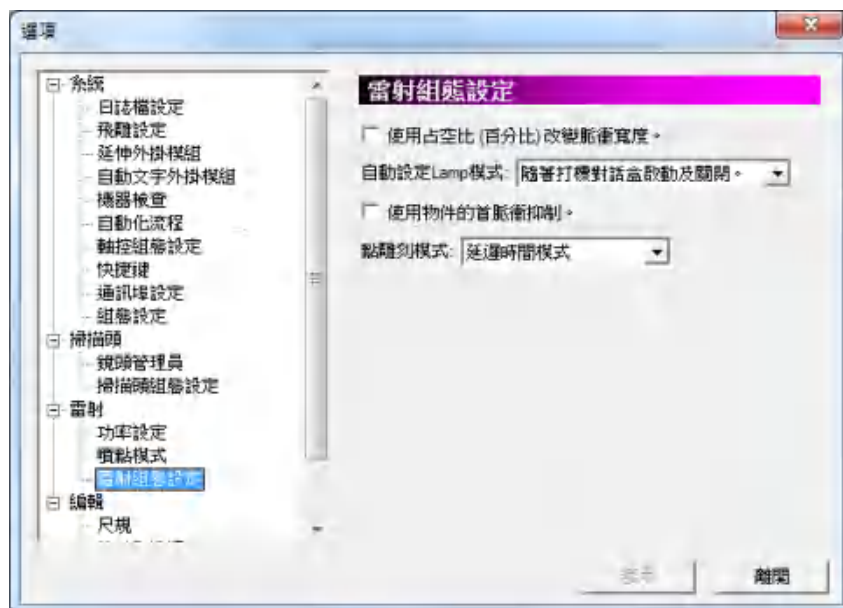 選項
系統
日誌檔設定
飛雕設定
延伸外掛模組
自動文字外掛模組
機器檢查
自動化流程
軸控組態設定
快捷鍵
通訊埠設定
組態設定
掃描頭
鏡頭管理員
掃描頭組態設定
雷射
功率設定
噴點模式
雷射組態設定
編輯
尺規
雷射組態設定
使用占空比 (百分比) 改變脈衝寬度。
自動設定Lamp模式: 隨著打標對話盒啟動及關閉。
使用物件的首脈衝抑制。
點雕刻模式: 延遲時間模式
離開